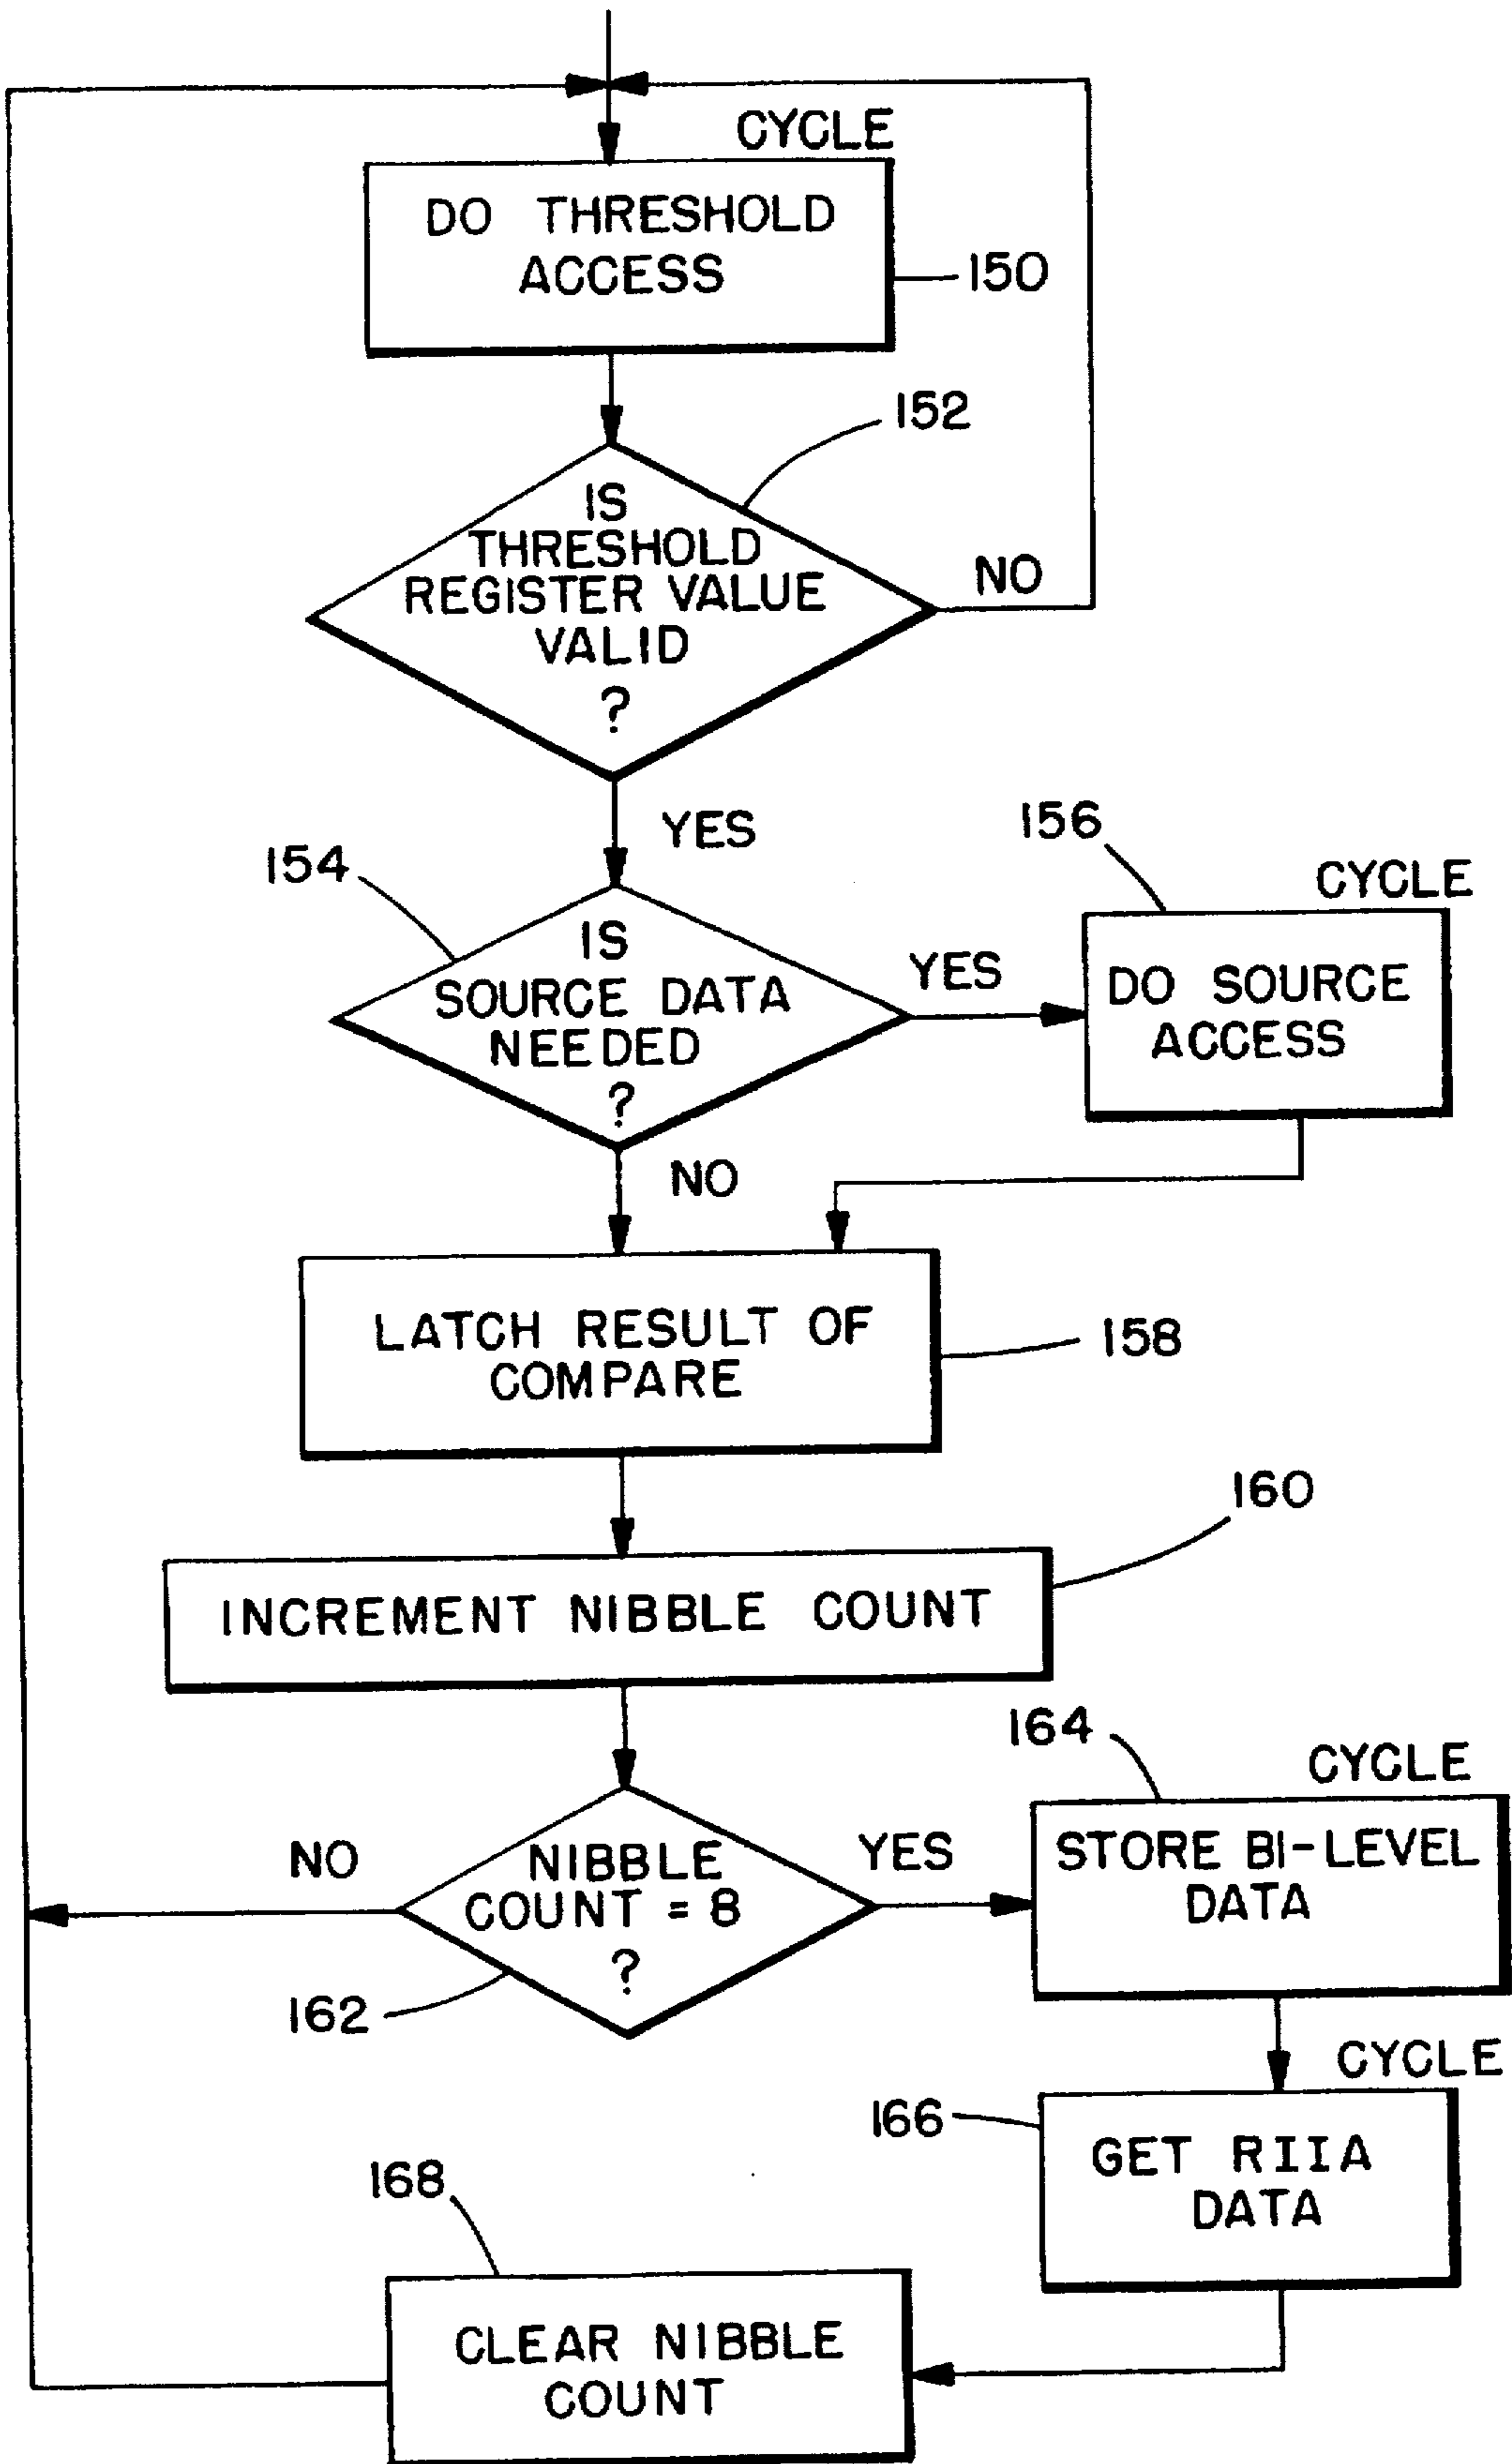 CYCLE
DO THRESHOLD
ACCESS
150
152
IS
THRESHOLD
REGISTER VALUE
VALID
?
NO
YES
154
IS
SOURCE DATA
NEEDED
?
YES
156
CYCLE
DO SOURCE
ACCESS
NO
LATCH RESULT OF
COMPARE
158
160
INCREMENT NIBBLE COUNT
NO
NIBBLE
COUNT = 8
?
162
YES
164
CYCLE
STORE BI-LEVEL
DATA
CYCLE
166
GET RIIA
DATA
168
CLEAR NIBBLE
COUNT